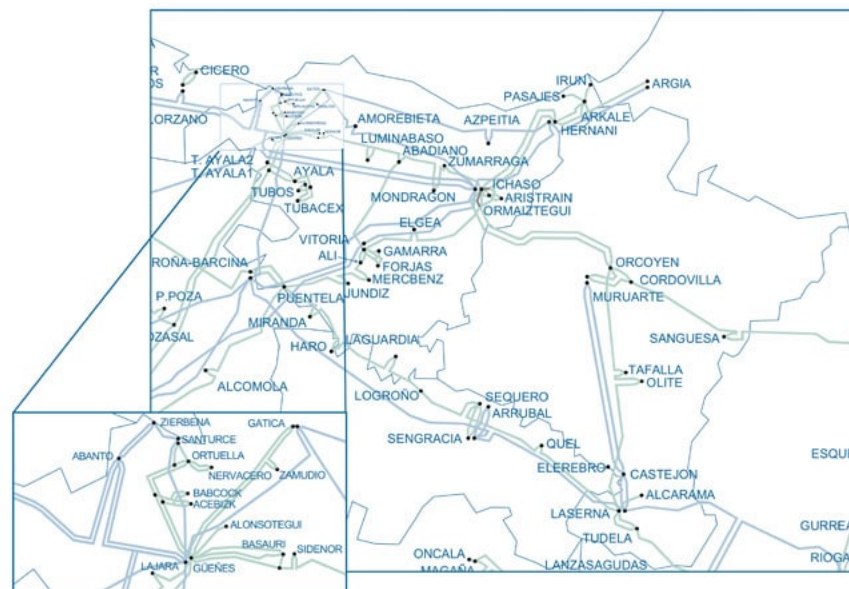 CICERO
LORZANO
T. AYALA2
T. AYALA1
AYALA
TUBOS
TUBACEX
AMOREBIETA
LUMINABASO
ABADIANO
AZPEITIA
ZUMARRAGA
MONDRAGON
PASAJES
IRUN
ARGIA
ARKALE
HERNANI
ICHASO
ARISTRAIN
ORMAIZTEGUI
ELGEA
VITORIA
ALI
GAMARRA
FORJAS
MERCBENZ
JUNDIZ
ROÑA-BARCINA
PUENTELA
P.POZA
OZASAL
MIRANDA
HARO
LAGUARDIA
ALCOMOLA
LOGROÑO
ORCOYEN
CORDOVILLA
MURUARTE
SANGUESA
TAFALLA
OLITE
SEQUERO
ARRUBAL
SENGRACIA
QUEL
ELEREBRO
CASTEJON
ALCARAMA
LASERNA
TUDELA
LANZASAGUDAS
ONCALA
MAGAÑA
ESQU
GURREA
RIOGA
ZIERBENA
SANTURCE
GATICA
ABANTO
ORTUELLA
NERVACERO
ZAMUDIO
BABCOCK
ACEBIZK
ALONSOTEGUI
BASAURI
SIDENOR
LAJARA
GÜEÑES